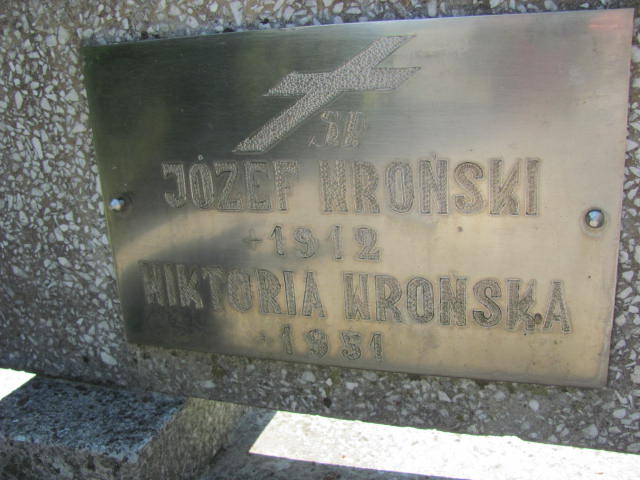 ŚP
JÓZEF WROŃSKI
+1912
WIKTORIA WROŃSKA
1951